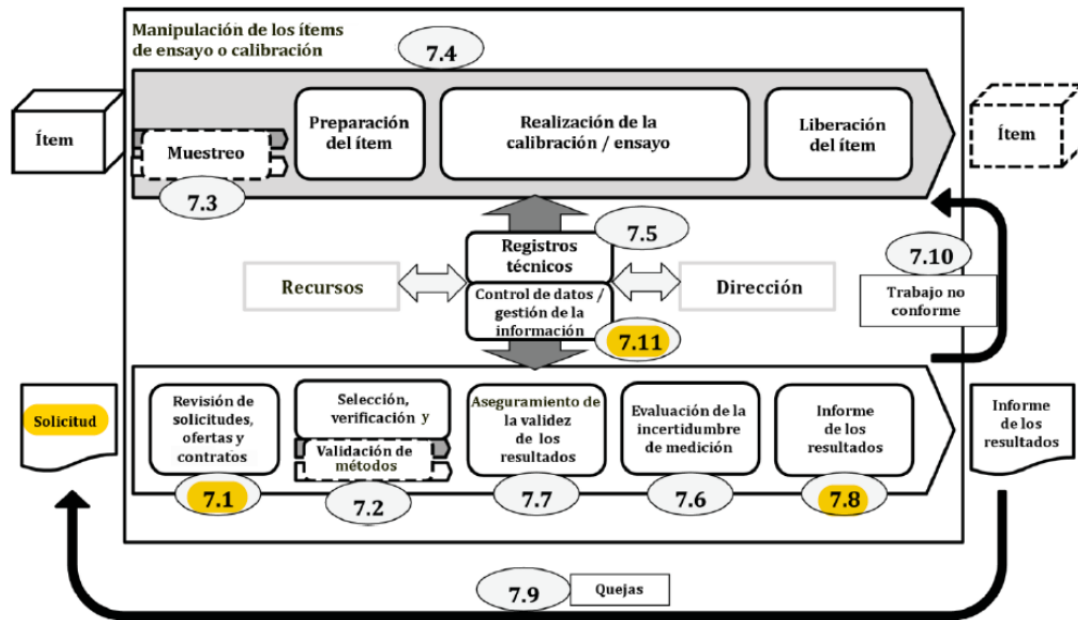 Manipulación de los ítems
de ensayo o calibración
7.4
Ítem
Muestreo
7.3
Preparación
del ítem
Realización de la
calibración / ensayo
Liberación
del ítem
Ítem
7.5
Registros
técnicos
Recursos
Control de datos /
gestión de la
información
7.11
Dirección
7.10
Trabajo no
conforme
Solicitud
Revisión de
solicitudes,
ofertas y
contratos
7.1
Selección,
verificación y
Validación de
métodos
7.2
Aseguramiento de
la validez
de los
resultados
7.7
Evaluación de la
incertidumbre
de medición
7.6
Informe
de los
resultados
7.8
Informe
de los
resultados
7.9
Quejas